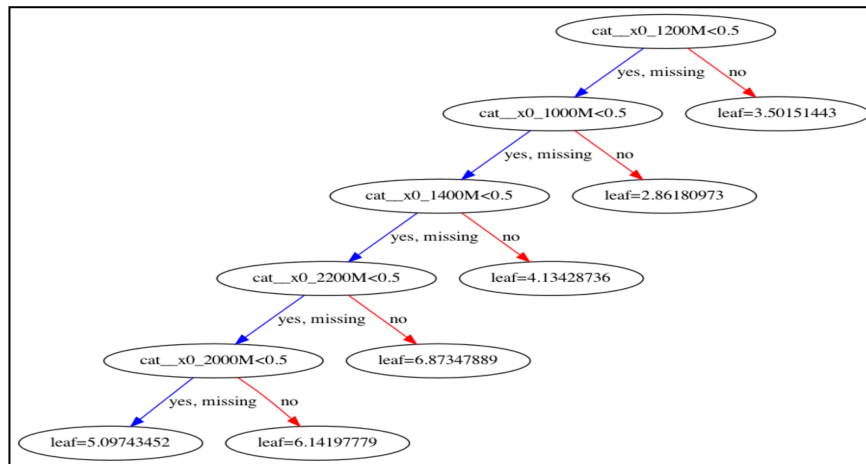 cat__x0_1200M<0.5
yes, missing
no
cat__x0_1000M<0.5
leaf=3.50151443
yes, missing
no
cat__x0_1400M<0.5
leaf=2.86180973
yes, missing
no
cat__x0_2200M<0.5
leaf=4.13428736
yes, missing
no
cat__x0_2000M<0.5
leaf=6.87347889
yes, missing
no
leaf=5.09743452
leaf=6.14197779